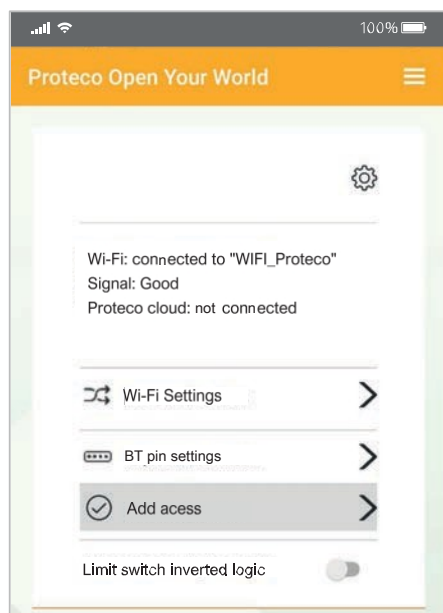 100%
Proteco Open Your World
Wi-Fi: connected to "WIFI_Proteco"
Signal: Good
Proteco cloud: not connected
Wi-Fi Settings
BT pin settings
Add acess
Limit switch inverted logic